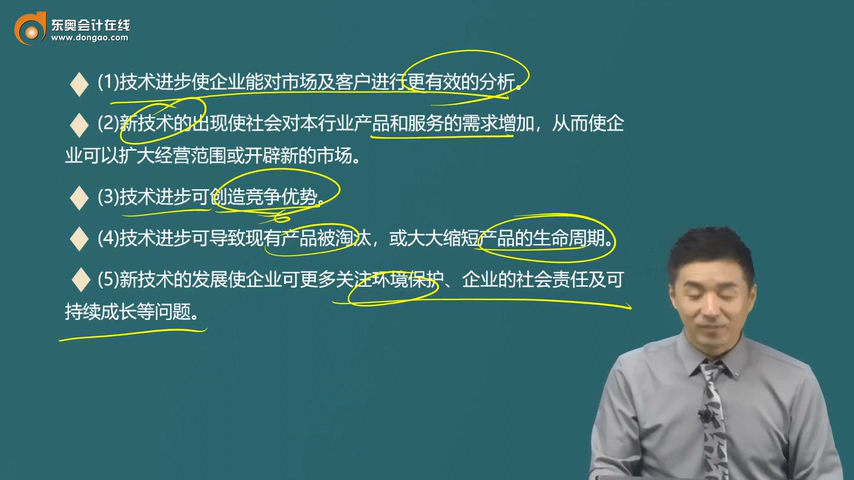 东奥会计在线
www.dongao.com
(1)技术进步使企业能对市场及客户进行更有效的分析。
(2)新技术的出现使社会对本行业产品和服务的需求增加，从而使企
业可以扩大经营范围或开辟新的市场。
(3)技术进步可创造竞争优势。
(4)技术进步可导致现有产品被淘汰，或大大缩短产品的生命周期。
(5)新技术的发展使企业可更多关注环境保护、企业的社会责任及可
持续成长等问题。